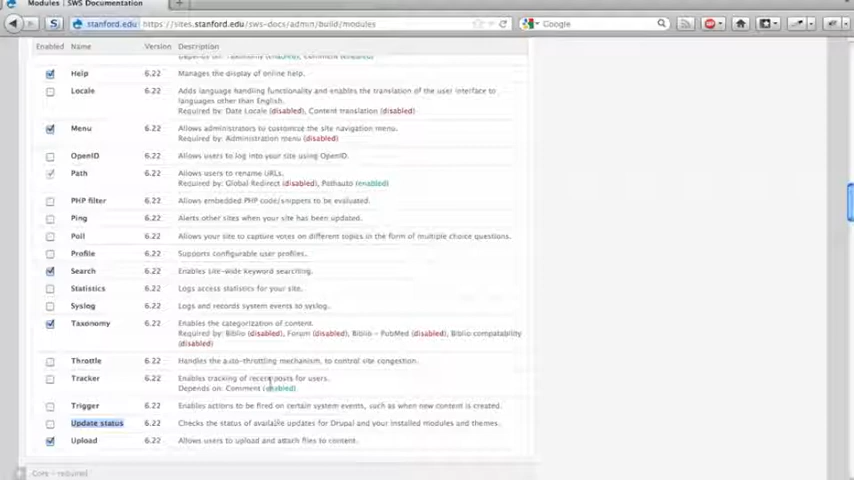 Modules | SWS Documentation
stanford.edu https://sites.stanford.edu/sws-docs/admin/build/modules
Google
Enabled Name Version Description
Depends on: Taxonomy (enabled), Comment (enabled)
Help 6.22 Manages the display of online help.
Locale 6.22 Adds language handling functionality and enables the translation of the user interface to
languages other than English.
Required by: Date Locale (disabled), Content translation (disabled)
Menu 6.22 Allows administrators to customize the site navigation menu.
Required by: Administration menu (disabled)
OpenID 6.22 Allows users to log into your site using OpenID.
Path 6.22 Allows users to rename URLs.
Required by: Global Redirect (disabled), Pathauto (enabled)
PHP filter 6.22 Allows embedded PHP code/snippets to be evaluated.
Ping 6.22 Alerts other sites when your site has been updated.
Poll 6.22 Allows your site to capture votes on different topics in the form of multiple choice questions.
Profile 6.22 Supports configurable user profiles.
Search 6.22 Enables site-wide keyword searching.
Statistics 6.22 Logs access statistics for your site.
Syslog 6.22 Logs and records system events to syslog.
Taxonomy 6.22 Enables the categorization of content.
Required by: Biblio (disabled), Forum (disabled), Biblio - PubMed (disabled), Biblio compatability
(disabled)
Throttle 6.22 Handles the auto-throttling mechanism, to control site congestion.
Tracker 6.22 Enables tracking of recent posts for users.
Depends on: Comment (enabled)
Trigger 6.22 Enables actions to be fired on certain system events, such as when new content is created.
Update status 6.22 Checks the status of available updates for Drupal and your installed modules and themes.
Upload 6.22 Allows users to upload and attach files to content.
Core - required